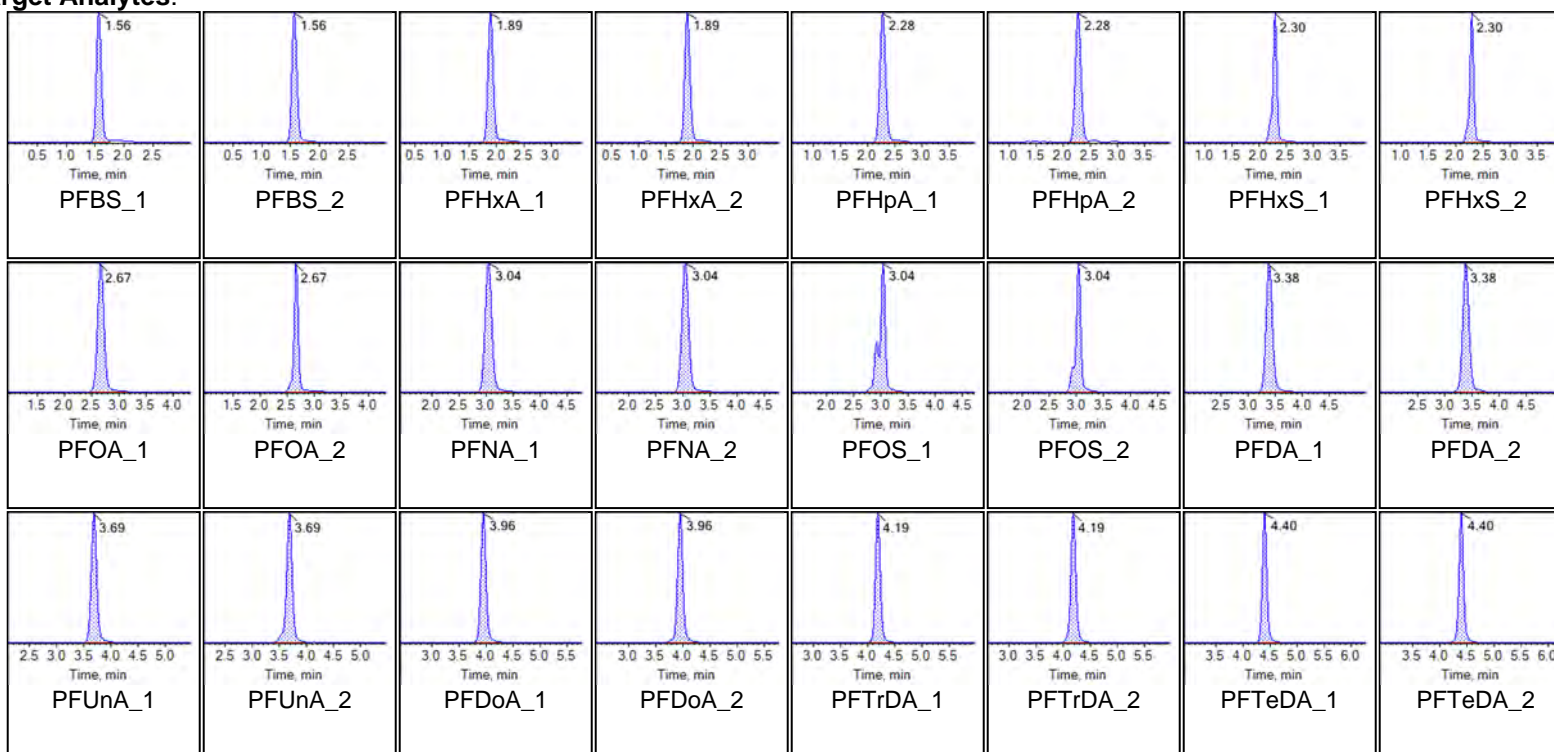 rget Analytes:
1.56 1.56 1.89 1.89 2.28 2.28 2.30 2.30
0.5 1.0 1.5 2.0 2.5 0.5 1.0 1.5 2.0 2.5 0.5 1.0 1.5 2.0 2.5 3.0 0.5 1.0 1.5 2.0 2.5 3.0 1.0 1.5 2.0 2.5 3.0 3.5 1.0 1.5 2.0 2.5 3.0 3.5 1.0 1.5 2.0 2.5 3.0 3.5 1.0 1.5 2.0 2.5 3.0 3.5
Time, min Time, min Time, min Time, min Time, min Time, min Time, min Time, min
PFBS_1 PFBS_2 PFHxA_1 PFHxA_2 PFHpA_1 PFHpA_2 PFHxS_1 PFHxS_2
2.67 2.67 3.04 3.04 3.04 3.04 3.38 3.38
1.5 2.0 2.5 3.0 3.5 4.0 1.5 2.0 2.5 3.0 3.5 4.0 2.0 2.5 3.0 3.5 4.0 4.5 2.0 2.5 3.0 3.5 4.0 4.5 2.0 2.5 3.0 3.5 4.0 4.5 2.0 2.5 3.0 3.5 4.0 4.5 2.5 3.0 3.5 4.0 4.5 2.5 3.0 3.5 4.0 4.5
Time, min Time, min Time, min Time, min Time, min Time, min Time, min Time, min
PFOA_1 PFOA_2 PFNA_1 PFNA_2 PFOS_1 PFOS_2 PFDA_1 PFDA_2
3.69 3.69 3.96 3.96 4.19 4.19 4.40 4.40
2.5 3.0 3.5 4.0 4.5 5.0 2.5 3.0 3.5 4.0 4.5 5.0 3.0 3.5 4.0 4.5 5.0 5.5 3.0 3.5 4.0 4.5 5.0 5.5 3.0 3.5 4.0 4.5 5.0 5.5 3.0 3.5 4.0 4.5 5.0 5.5 3.5 4.0 4.5 5.0 5.5 6.0 3.5 4.0 4.5 5.0 5.5 6.0
Time, min Time, min Time, min Time, min Time, min Time, min Time, min Time, min
PFUnA_1 PFUnA_2 PFDoA_1 PFDoA_2 PFTrDA_1 PFTrDA_2 PFTeDA_1 PFTeDA_2